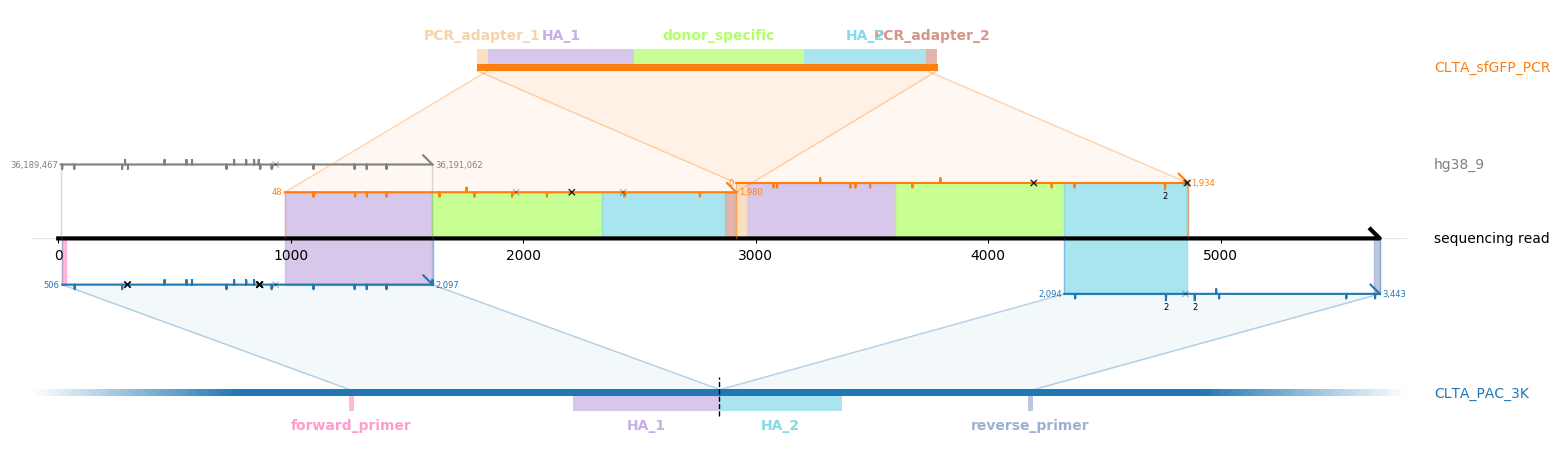 PCR_adapter_1 HA_1 donor_specific HA_2 PCR_adapter_2
CLTA_sfGFP_PCR
36,189,467 36,191,062 hg38_9
48 1,980 1,934
2
0 1000 2000 3000 4000 5000 sequencing read
506 2,097 2,094 3,443
2 2
CLTA_PAC_3K
forward_primer HA_1 HA_2 reverse_primer